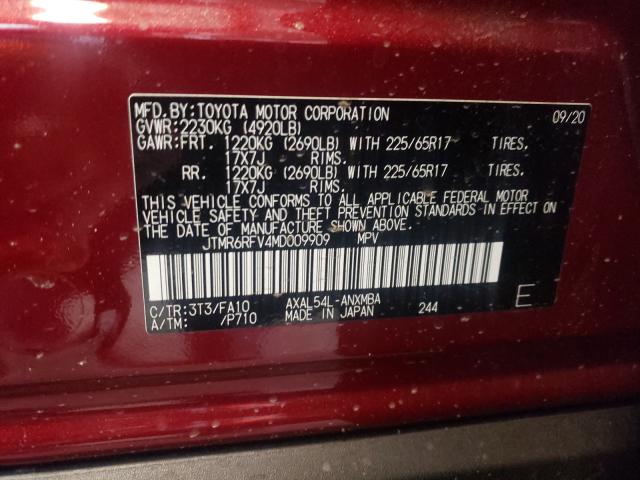 MFD.BY:TOYOTA MOTOR CORPORATION 09/20
GVWR:2230KG (4920LB)
GAWR:FRT. 1220KG (2690LB) WITH 225/65R17 TIRES.
17X7J RIMS.
RR. 1220KG (2690LB) WITH 225/65R17 TIRES.
17X7J RIMS.
THIS VEHICLE CONFORMS TO ALL APPLICABLE FEDERAL MOTOR
VEHICLE SAFETY AND THEFT PREVENTION STANDARDS IN EFFECT ON
THE DATE OF MANUFACTURE SHOWN ABOVE.
JTMR6RFV4MD009909 MPV
C/TR:3T3/FA10 AXAL54L-ANXMBA E
A/TM: /P710 MADE IN JAPAN 244